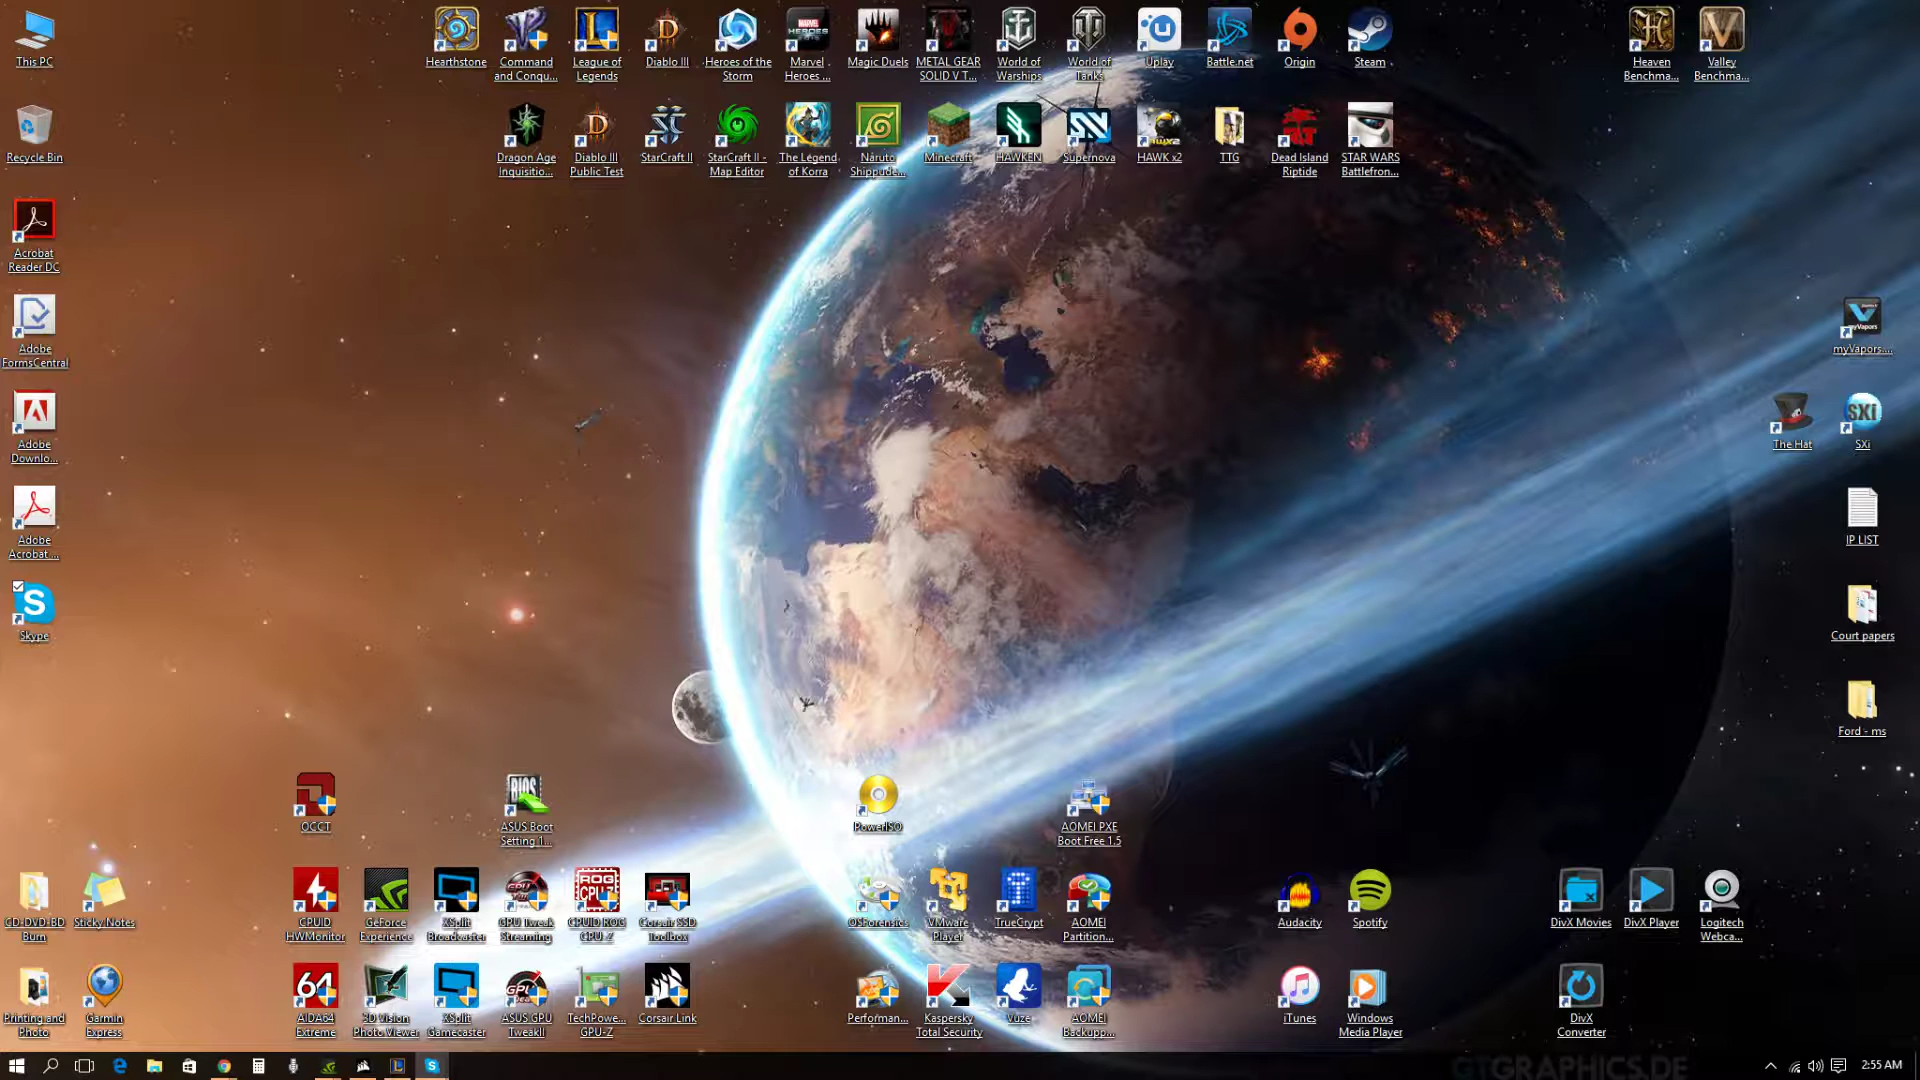 This PC
Hearthstone
Command
and Conqu...
League of
Legends
Diablo III
Heroes of the
Storm
Marvel
Heroes ...
Magic Duels
METAL GEAR
SOLID V T...
World of
Warships
World of
Tanks
Uplay
Battle.net
Origin
Steam
Heaven
Benchma...
Valley
Benchma...
Recycle Bin
Dragon Age
Inquisitio...
Diablo III
Public Test
StarCraft II
StarCraft II -
Map Editor
The Legend
of Korra
Naruto
Shippude...
Minecraft
HAWKEN
Supernova
HAWK x2
TTG
Dead Island
Riptide
STAR WARS
Battlefron...
Acrobat
Reader DC
Adobe
FormsCentral
myVapors...
Adobe
Downlo...
The Hat
SXi
Adobe
Acrobat ...
IP LIST
Skype
Court papers
Ford - ms
OCCT
ASUS Boot
Setting 1...
PowerISO
AOMEI PXE
Boot Free 1.5
CD-DVD-BD
Burn
Sticky Notes
CPUID
HWMonitor
GeForce
Experience
XSplit
Broadcaster
GPU Tweak
Streaming
CPUID ROG
CPU-Z
Corsair SSD
Toolbox
OSForensics
VMware
Player
TrueCrypt
AOMEI
Partition...
Audacity
Spotify
DivX Movies
DivX Player
Logitech
Webca...
Printing and
Photo
Garmin
Express
AIDA64
Extreme
3D Vision
Photo Viewer
XSplit
Gamecaster
ASUS GPU
TweakII
TechPowe...
GPU-Z
Corsair Link
Performan...
Kaspersky
Total Security
Vuze
AOMEI
Backupp...
iTunes
Windows
Media Player
DivX
Converter
GTGRAPHICS.DE
2:55 AM